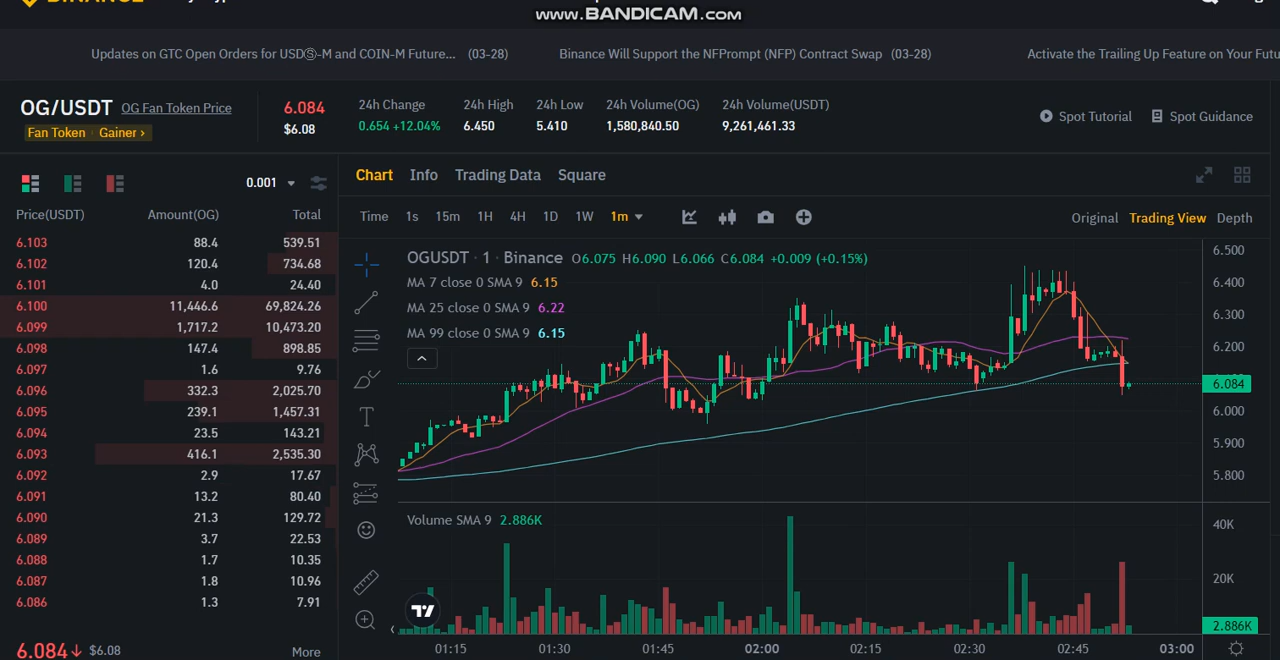 www.BANDICAM.com
Updates on GTC Open Orders for USDⓈ-M and COIN-M Future... (03-28) Binance Will Support the NFPrompt (NFP) Contract Swap (03-28) Activate the Trailing Up Feature on Your Futu
OG/USDT OG Fan Token Price
Fan Token · Gainer ›
6.084
$6.08
24h Change 24h High 24h Low 24h Volume(OG) 24h Volume(USDT)
0.654 +12.04% 6.450 5.410 1,580,840.50 9,261,461.33
Spot Tutorial Spot Guidance
0.001
Price(USDT) Amount(OG) Total
6.103 88.4 539.51
6.102 120.4 734.68
6.101 4.0 24.40
6.100 11,446.6 69,824.26
6.099 1,717.2 10,473.20
6.098 147.4 898.85
6.097 1.6 9.76
6.096 332.3 2,025.70
6.095 239.1 1,457.31
6.094 23.5 143.21
6.093 416.1 2,535.30
6.092 2.9 17.67
6.091 13.2 80.40
6.090 21.3 129.72
6.089 3.7 22.53
6.088 1.7 10.35
6.087 1.8 10.96
6.086 1.3 7.91
6.084↓ $6.08 More
Chart Info Trading Data Square
Time 1s 15m 1H 4H 1D 1W 1m
Original Trading View Depth
OGUSDT · 1 · Binance O6.075 H6.090 L6.066 C6.084 +0.009 (+0.15%)
MA 7 close 0 SMA 9 6.15
MA 25 close 0 SMA 9 6.22
MA 99 close 0 SMA 9 6.15
6.500
6.400
6.300
6.200
6.084
6.000
5.900
5.800
Volume SMA 9 2.886K
40K
20K
2.886K
01:15 01:30 01:45 02:00 02:15 02:30 02:45 03:00